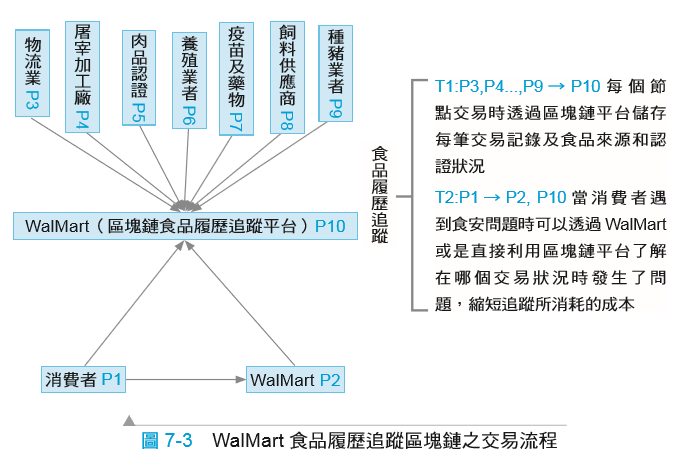 物流業 P3
屠宰加工廠 P4
肉品認證 P5
養殖業者 P6
疫苗及藥物 P7
飼料供應商 P8
種豬業者 P9
WalMart（區塊鏈食品履歷追蹤平台）P10
消費者 P1
WalMart P2
食品履歷追蹤
T1:P3,P4...,P9→P10 每個節
點交易時透過區塊鏈平台儲存
每筆交易記錄及食品來源和認
證狀況
T2:P1→P2, P10 當消費者遇
到食安問題時可以透過 WalMart
或是直接利用區塊鏈平台了解
在哪個交易狀況時發生了問
題，縮短追蹤所消耗的成本
圖 7-3 WalMart 食品履歷追蹤區塊鏈之交易流程